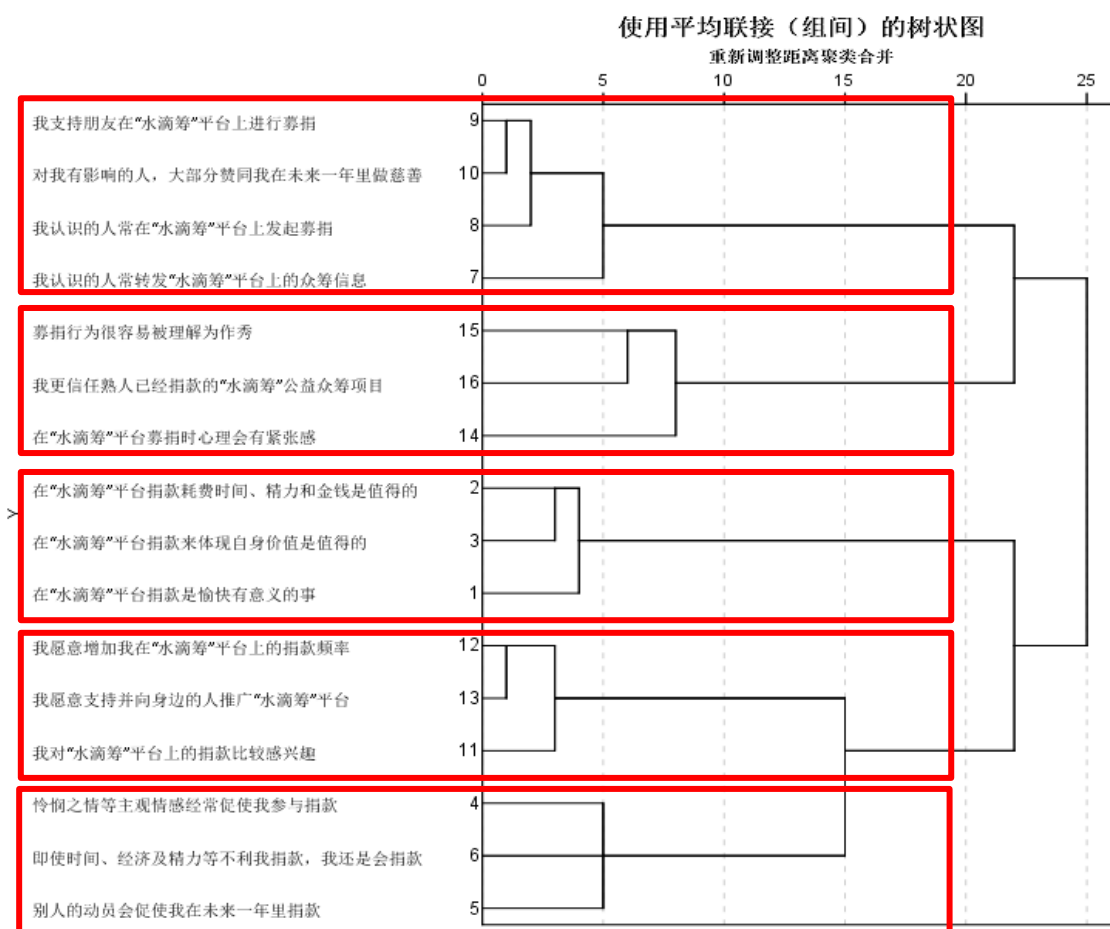 使用平均联接（组间）的树状图
重新调整距离聚类合并
0 5 10 15 20 25
我支持朋友在“水滴筹”平台上进行募捐 9
对我有影响的人，大部分赞同我在未来一年里做慈善 10
我认识的人常在“水滴筹”平台上发起募捐 8
我认识的人常转发“水滴筹”平台上的众筹信息 7
募捐行为很容易被理解为作秀 15
我更信任熟人已经捐款的“水滴筹”公益众筹项目 16
在“水滴筹”平台募捐时心理会有紧张感 14
在“水滴筹”平台捐款耗费时间、精力和金钱是值得的 2
Y
在“水滴筹”平台捐款来体现自身价值是值得的 3
在“水滴筹”平台捐款是愉快有意义的事 1
我愿意增加我在“水滴筹”平台上的捐款频率 12
我愿意支持并向身边的人推广“水滴筹”平台 13
我对“水滴筹”平台上的捐款比较感兴趣 11
怜悯之情等主观情感经常促使我参与捐款 4
即使时间、经济及精力等不利我捐款，我还是会捐款 6
别人的动员会促使我在未来一年里捐款 5